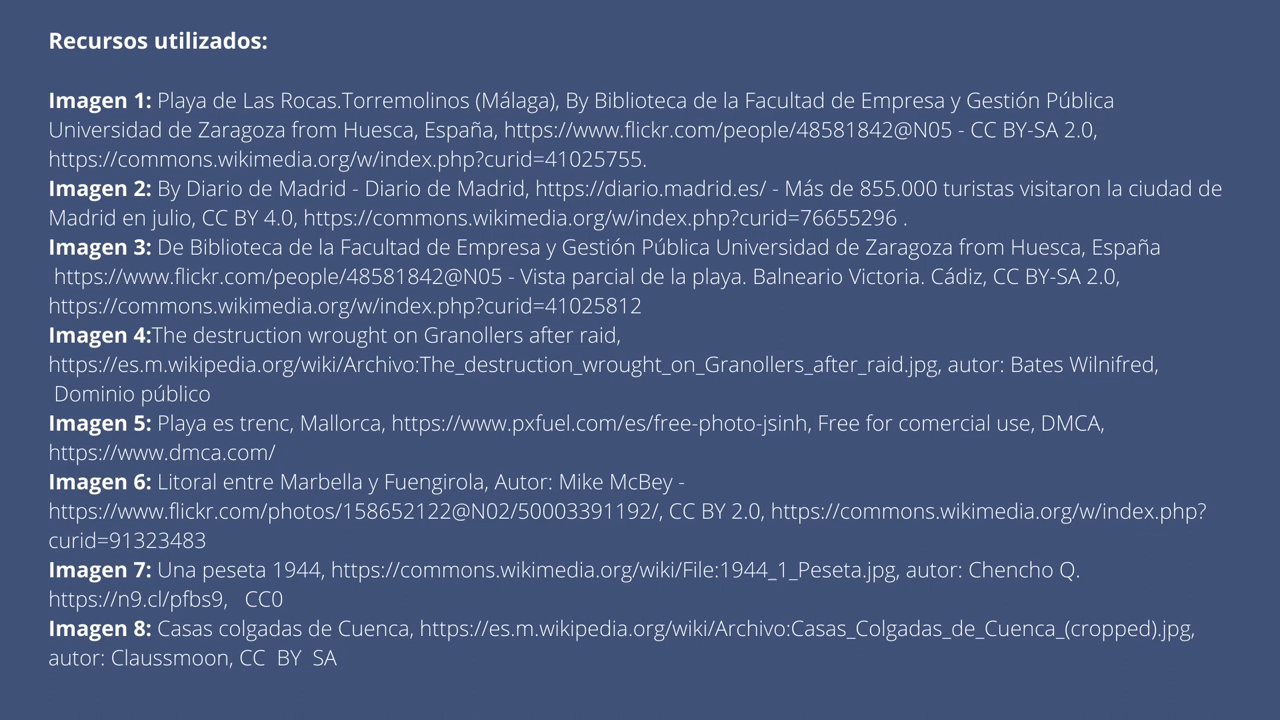 Recursos utilizados:
Imagen 1: Playa de Las Rocas.Torremolinos (Málaga), By Biblioteca de la Facultad de Empresa y Gestión Pública
Universidad de Zaragoza from Huesca, España, https://www.flickr.com/people/48581842@N05 - CC BY-SA 2.0,
https://commons.wikimedia.org/w/index.php?curid=41025755.
Imagen 2: By Diario de Madrid - Diario de Madrid, https://diario.madrid.es/ - Más de 855.000 turistas visitaron la ciudad de
Madrid en julio, CC BY 4.0, https://commons.wikimedia.org/w/index.php?curid=76655296 .
Imagen 3: De Biblioteca de la Facultad de Empresa y Gestión Pública Universidad de Zaragoza from Huesca, España
https://www.flickr.com/people/48581842@N05 - Vista parcial de la playa. Balneario Victoria. Cádiz, CC BY-SA 2.0,
https://commons.wikimedia.org/w/index.php?curid=41025812
Imagen 4:The destruction wrought on Granollers after raid,
https://es.m.wikipedia.org/wiki/Archivo:The_destruction_wrought_on_Granollers_after_raid.jpg, autor: Bates Wilnifred,
Dominio público
Imagen 5: Playa es trenc, Mallorca, https://www.pxfuel.com/es/free-photo-jsinh, Free for comercial use, DMCA,
https://www.dmca.com/
Imagen 6: Litoral entre Marbella y Fuengirola, Autor: Mike McBey -
https://www.flickr.com/photos/158652122@N02/50003391192/, CC BY 2.0, https://commons.wikimedia.org/w/index.php?
curid=91323483
Imagen 7: Una peseta 1944, https://commons.wikimedia.org/wiki/File:1944_1_Peseta.jpg, autor: Chencho Q.
https://n9.cl/pfbs9,   CC0
Imagen 8: Casas colgadas de Cuenca, https://es.m.wikipedia.org/wiki/Archivo:Casas_Colgadas_de_Cuenca_(cropped).jpg,
autor: Claussmoon, CC  BY  SA